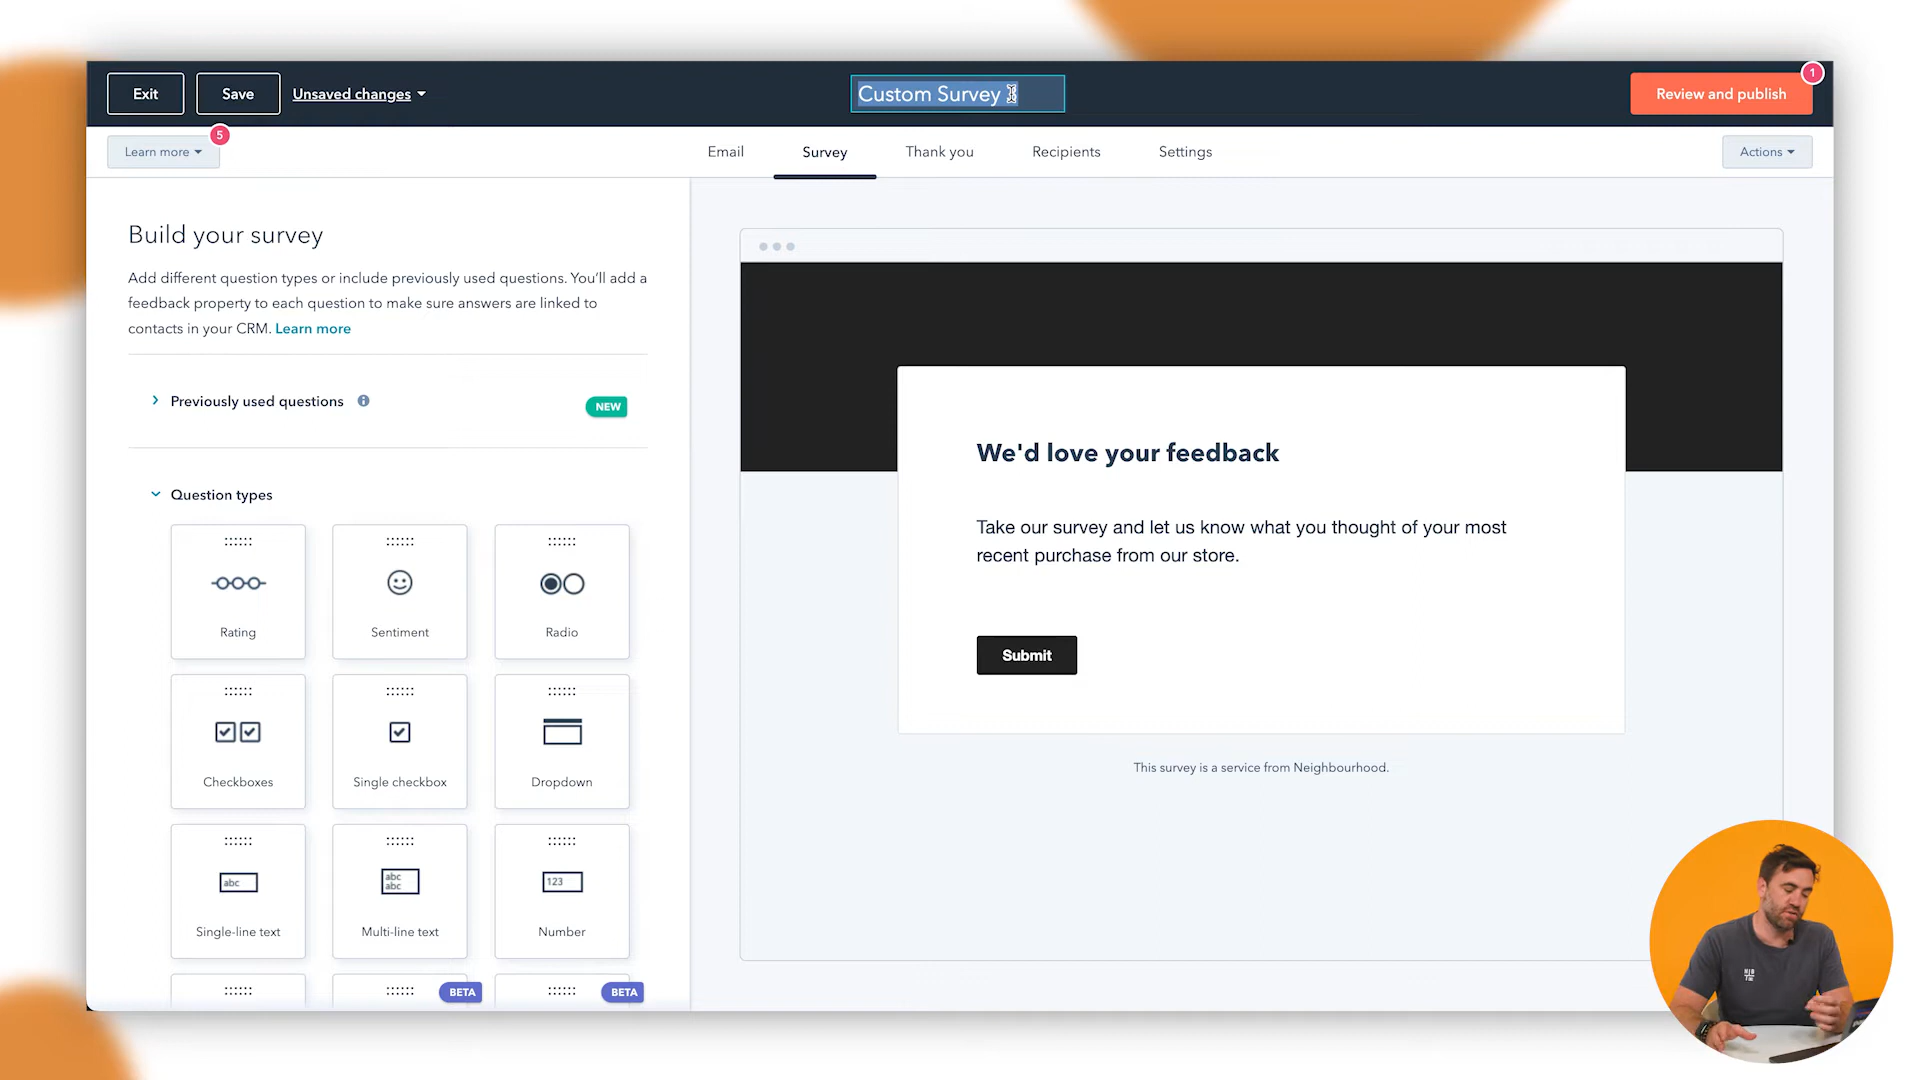 Exit
Save
Unsaved changes
Custom Survey
Review and publish
1
Learn more
5
Email
Survey
Thank you
Recipients
Settings
Actions
Build your survey
Add different question types or include previously used questions. You'll add a
feedback property to each question to make sure answers are linked to
contacts in your CRM. Learn more
Previously used questions
NEW
Question types
Rating
Sentiment
Radio
Checkboxes
Single checkbox
Dropdown
abc
Single-line text
abc
abc
Multi-line text
123
Number
BETA
BETA
We'd love your feedback
Take our survey and let us know what you thought of your most
recent purchase from our store.
Submit
This survey is a service from Neighbourhood.